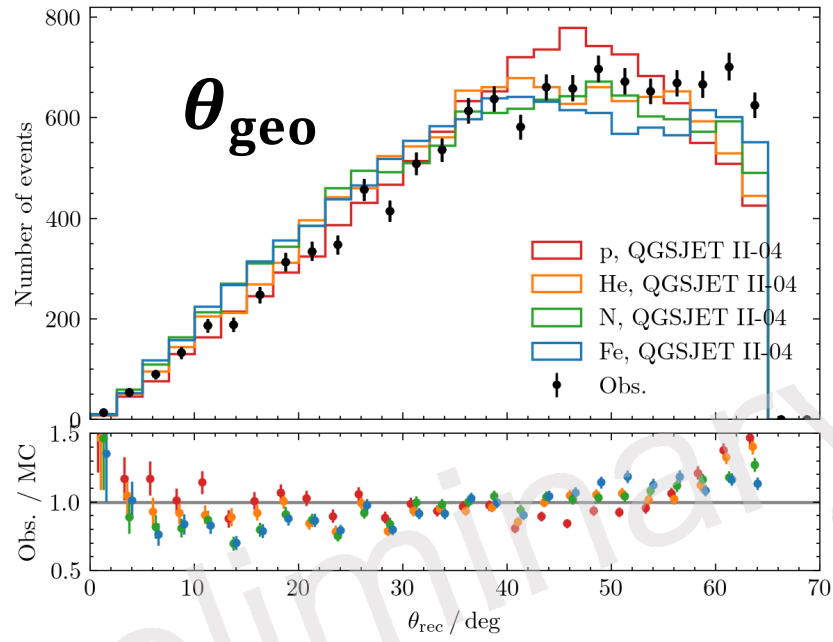 800
600
400
200
0
Number of events
θgeo
p, QGSJET II-04
He, QGSJET II-04
N, QGSJET II-04
Fe, QGSJET II-04
Obs.
1.5
1.0
0.5
Obs. / MC
0 10 20 30 40 50 60 70
θrec / deg
eliminary